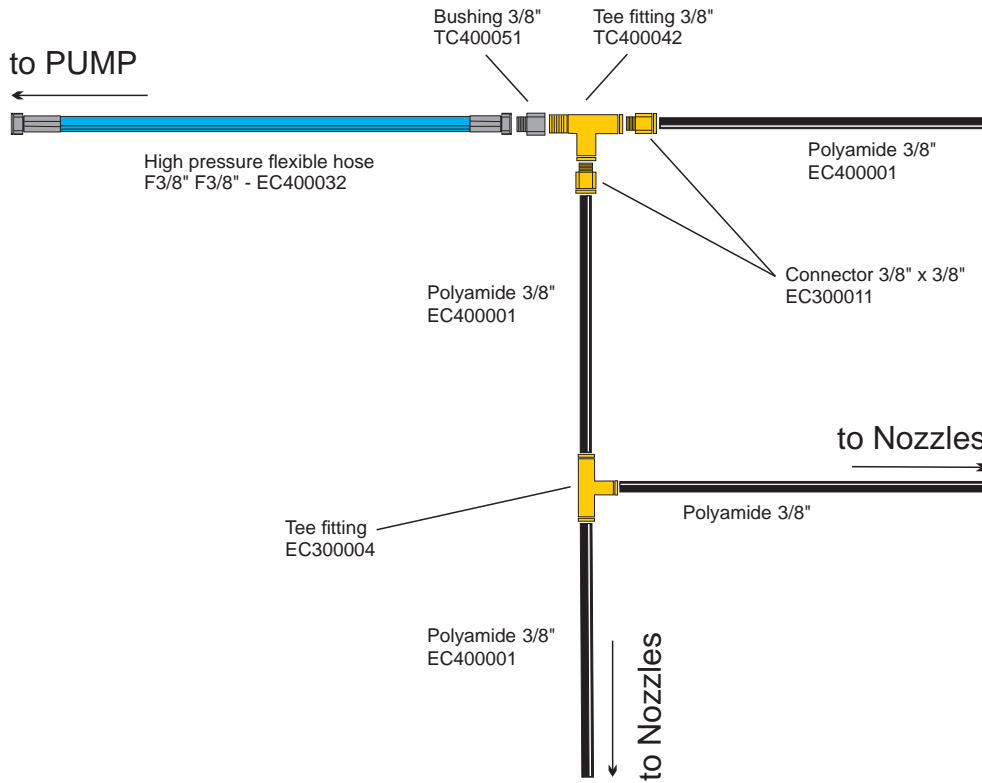 Bushing 3/8"
TC400051
Tee fitting 3/8"
TC400042
to PUMP
High pressure flexible hose
F3/8" F3/8" - EC400032
Polyamide 3/8"
EC400001
Polyamide 3/8"
EC400001
Connector 3/8" x 3/8"
EC300011
to Nozzles
Polyamide 3/8"
Tee fitting
EC300004
Polyamide 3/8"
EC400001
to Nozzles